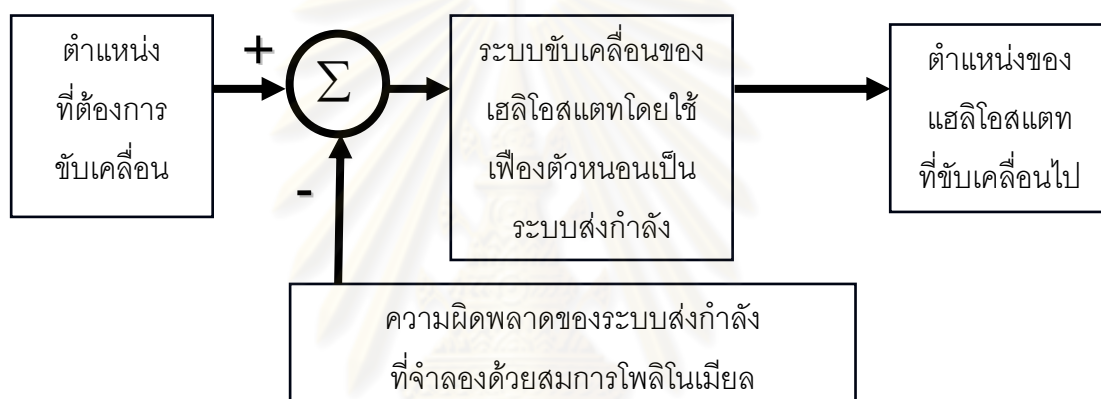 ตำแหน่ง
ที่ต้องการ
ขับเคลื่อน
+
Σ
-
ระบบขับเคลื่อนของ
เฮลิโอสแตทโดยใช้
เฟืองตัวหนอนเป็น
ระบบส่งกำลัง
ตำแหน่งของ
แฮลิโอสแตท
ที่ขับเคลื่อนไป
ความผิดพลาดของระบบส่งกำลัง
ที่จำลองด้วยสมการโพลิโนเมียล